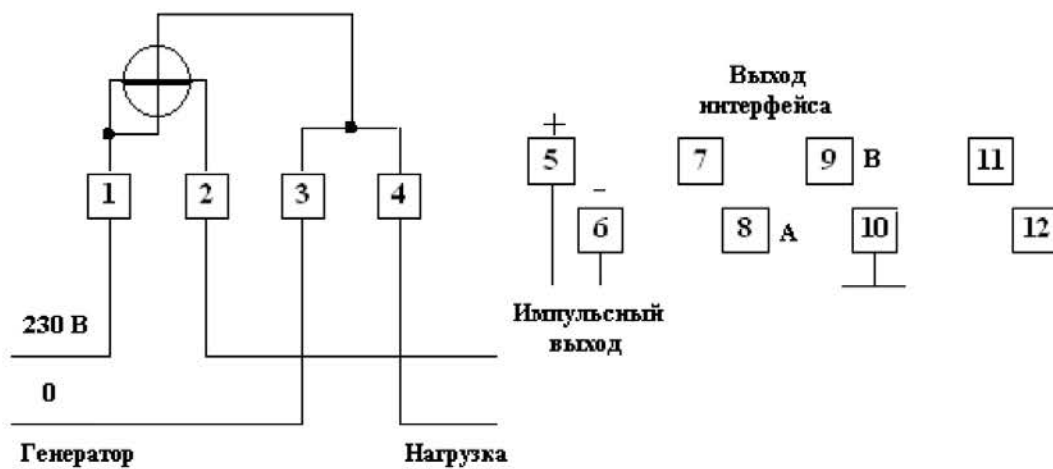 Выход
интерфейса
+
5
7
9
В
11
1
2
3
4
-
6
8
А
10
12
Импульсный
выход
230 В
0
Генератор
Нагрузка